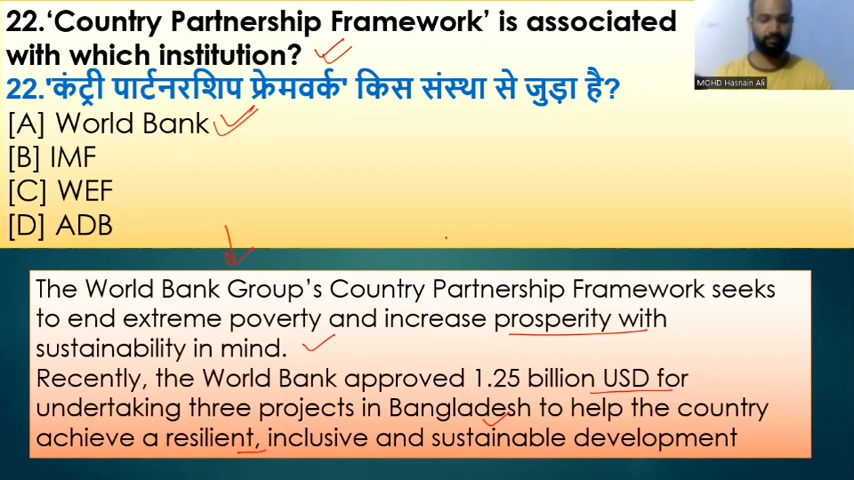 22.‘Country Partnership Framework’ is associated
with which institution?
22.'कंट्री पार्टनरशिप फ्रेमवर्क' किस संस्था से जुड़ा है?
[A] World Bank
[B] IMF
[C] WEF
[D] ADB
MOHD Hasnain Ali
The World Bank Group’s Country Partnership Framework seeks
to end extreme poverty and increase prosperity with
sustainability in mind.
Recently, the World Bank approved 1.25 billion USD for
undertaking three projects in Bangladesh to help the country
achieve a resilient, inclusive and sustainable development